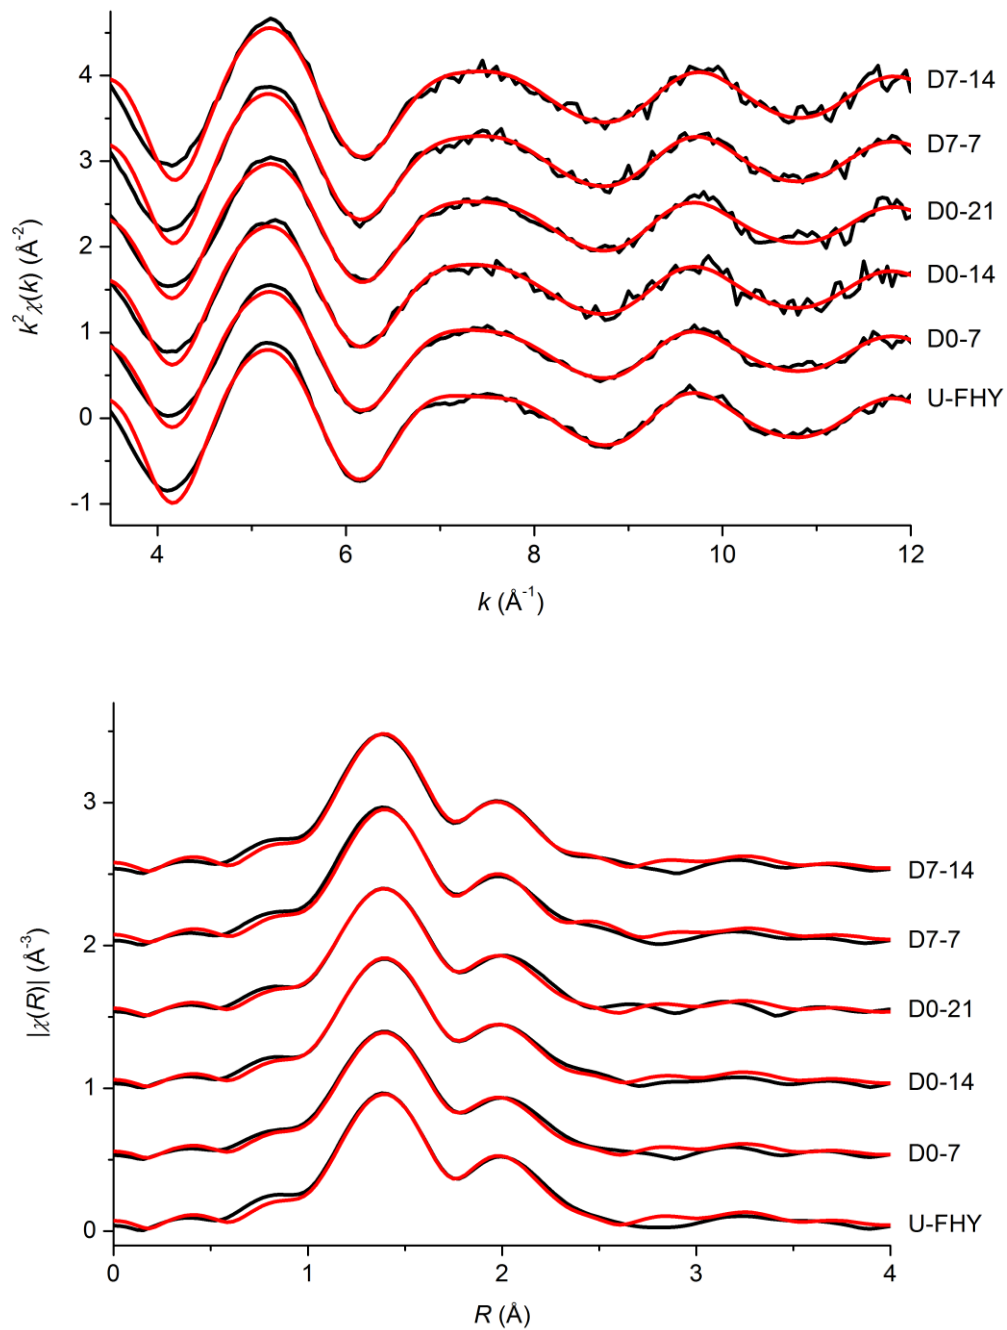 4
3
2
1
0
-1
k²χ(k) (Å⁻²)
D7-14
D7-7
D0-21
D0-14
D0-7
U-FHY
4 6 8 10 12
k (Å⁻¹)
3
2
1
0
|χ(R)| (Å⁻³)
D7-14
D7-7
D0-21
D0-14
D0-7
U-FHY
0 1 2 3 4
R (Å)